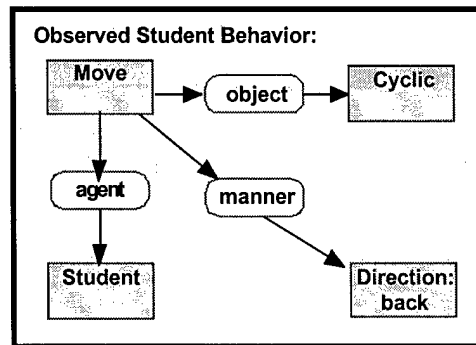 Observed Student Behavior:
Move
object
Cyclic
agent
manner
Student
Direction:
back